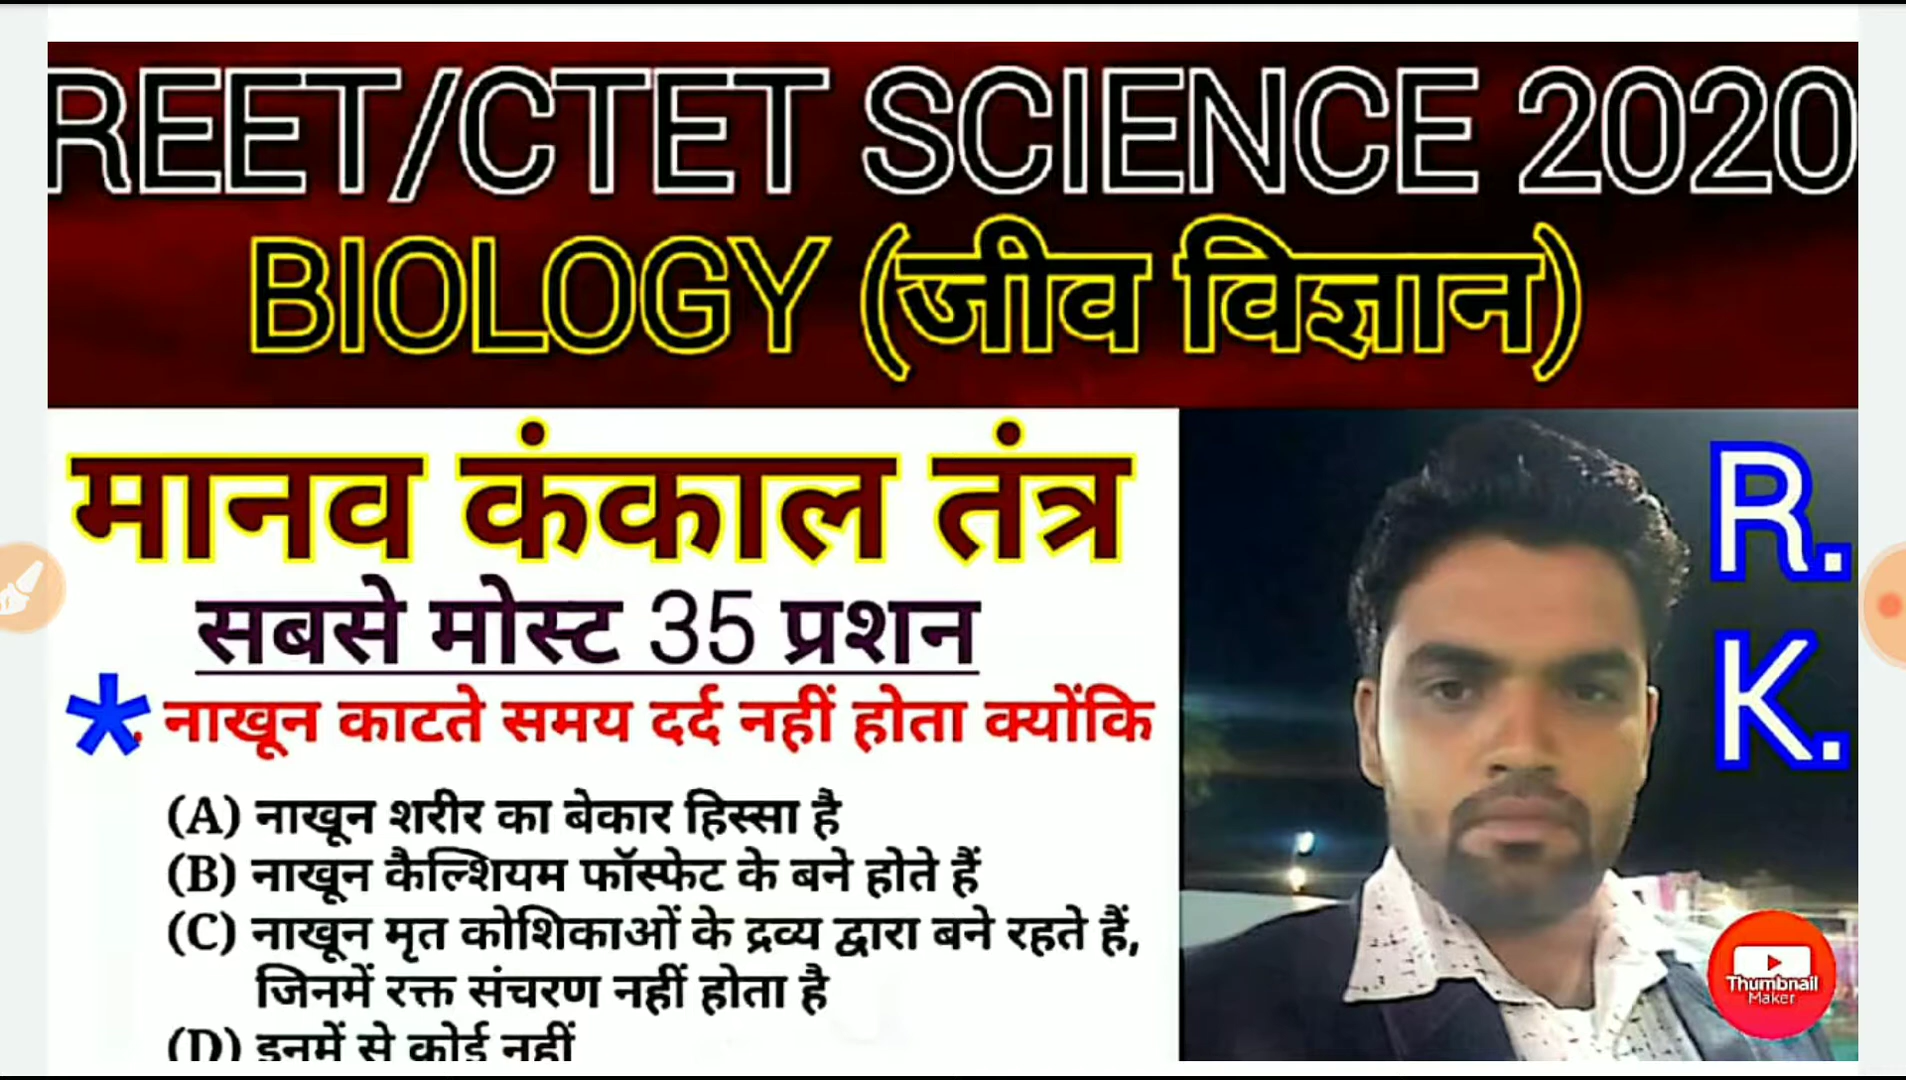 REET/CTET SCIENCE 2020
BIOLOGY (जीव विज्ञान)
मानव कंकाल तंत्र
सबसे मोस्ट 35 प्रशन
*. नाखून काटते समय दर्द नहीं होता क्योंकि
(A) नाखून शरीर का बेकार हिस्सा है
(B) नाखून कैल्शियम फॉस्फेट के बने होते हैं
(C) नाखून मृत कोशिकाओं के द्रव्य द्वारा बने रहते हैं,
जिनमें रक्त संचरण नहीं होता है
(D) इनमें से कोई नहीं
R.
K.
Thumbnail
Maker